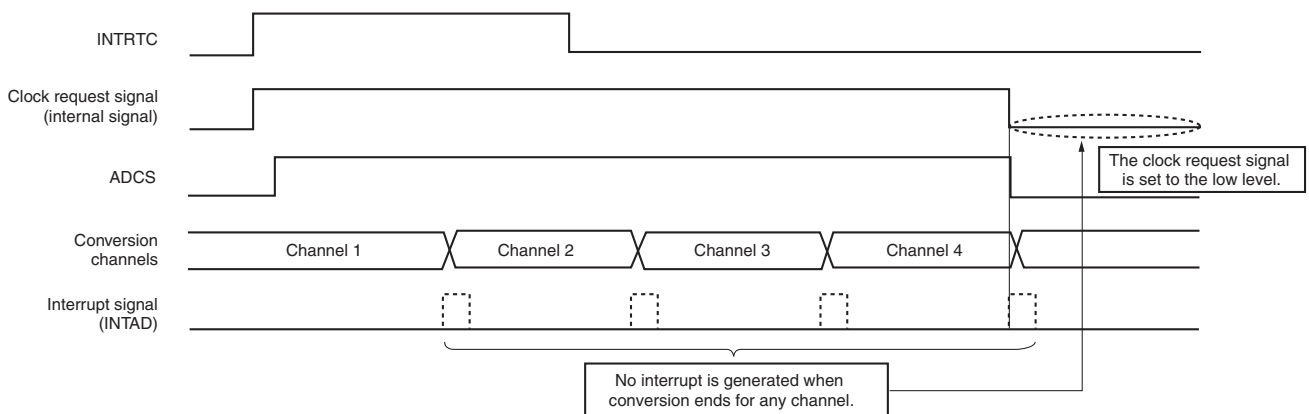 INTRTC
Clock request signal
(internal signal)
The clock request signal
is set to the low level.
ADCS
Conversion
channels
Channel 1
Channel 2
Channel 3
Channel 4
Interrupt signal
(INTAD)
No interrupt is generated when
conversion ends for any channel.